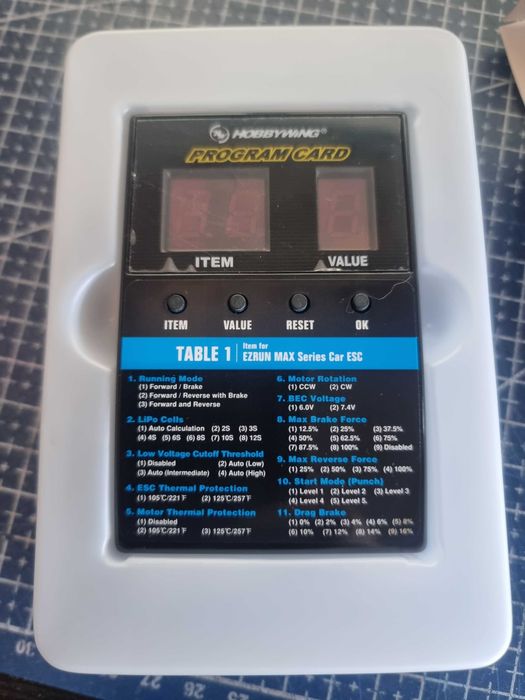 HOBBYWING®
PROGRAM CARD
ITEM VALUE
ITEM VALUE RESET OK
TABLE 1 | Item for EZRUN MAX Series Car ESC
1. Running Mode
(1) Forward / Brake
(2) Forward / Reverse with Brake
(3) Forward and Reverse
2. LiPo Cells
(1) Auto Calculation (2) 2S (3) 3S
(4) 4S (5) 6S (6) 8S (7) 10S (8) 12S
3. Low Voltage Cutoff Threshold
(1) Disabled (2) Auto (Low)
(3) Auto (Intermediate) (4) Auto (High)
4. ESC Thermal Protection
(1) 105℃/221℉ (2) 125℃/257℉
5. Motor Thermal Protection
(1) Disabled
(2) 105℃/221℉ (3) 125℃/257℉
6. Motor Rotation
(1) CCW (2) CW
7. BEC Voltage
(1) 6.0V (2) 7.4V
8. Max Brake Force
(1) 12.5% (2) 25% (3) 37.5%
(4) 50% (5) 62.5% (6) 75%
(7) 87.5% (8) 100% (9) Disabled
9. Max Reverse Force
(1) 25% (2) 50% (3) 75% (4) 100%
10. Start Mode (Punch)
(1) Level 1 (2) Level 2 (3) Level 3
(4) Level 4 (5) Level 5.
11. Drag Brake
(1) 0% (2) 2% (3) 4% (4) 6% (5) 8%
(6) 10% (7) 12% (8) 14% (9) 16%
30
27 26 25 23 22